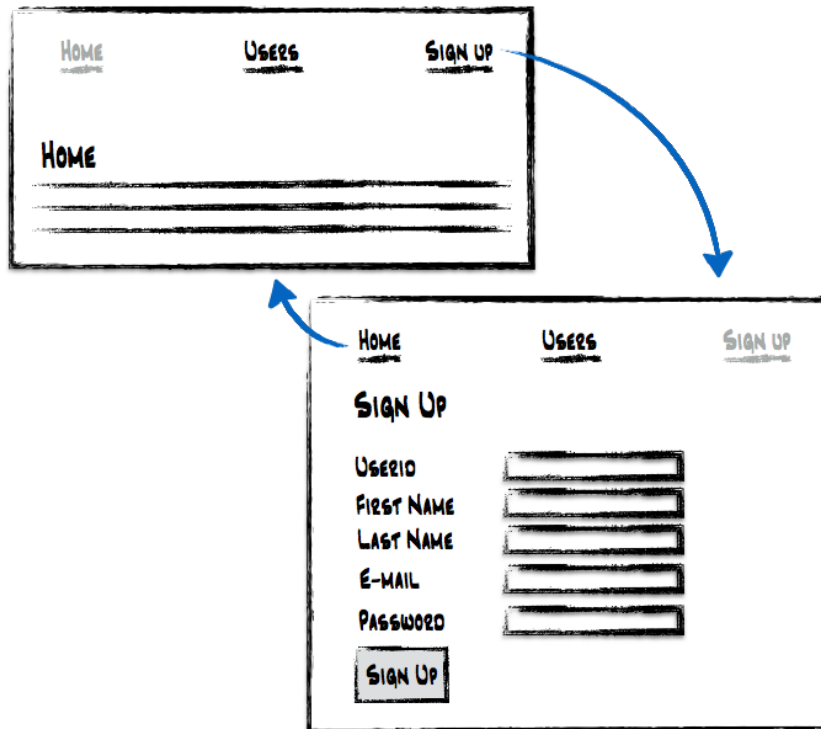 Home Users Sign up
Home
Home Users Sign up
Sign Up
UserID
First Name
Last Name
E-mail
Password
Sign Up